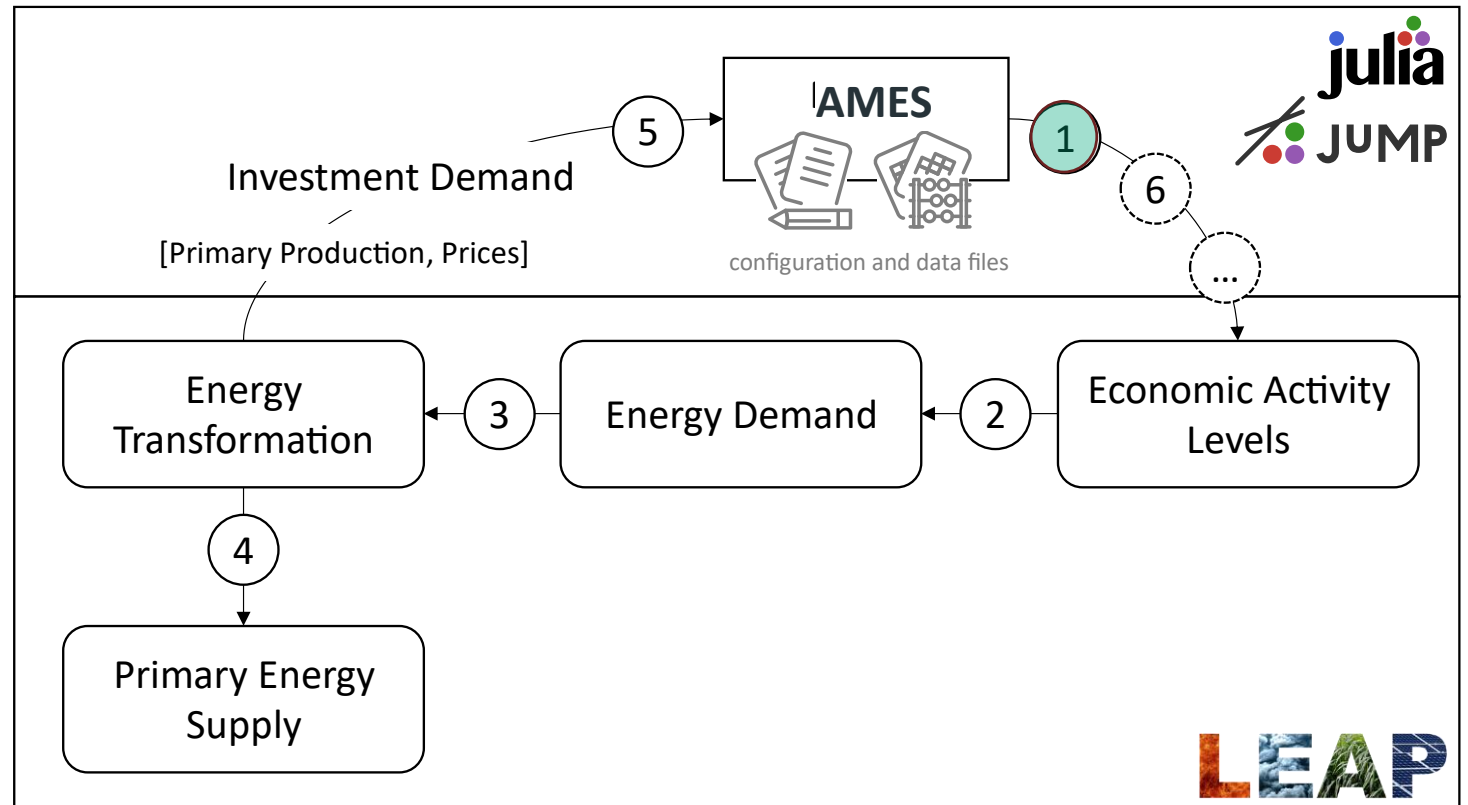 julia
JuMP
AMES
configuration and data files
1
6
...
5
Investment Demand
[Primary Production, Prices]
Economic Activity
Levels
2
Energy Demand
3
Energy
Transformation
4
Primary Energy
Supply
LEAP